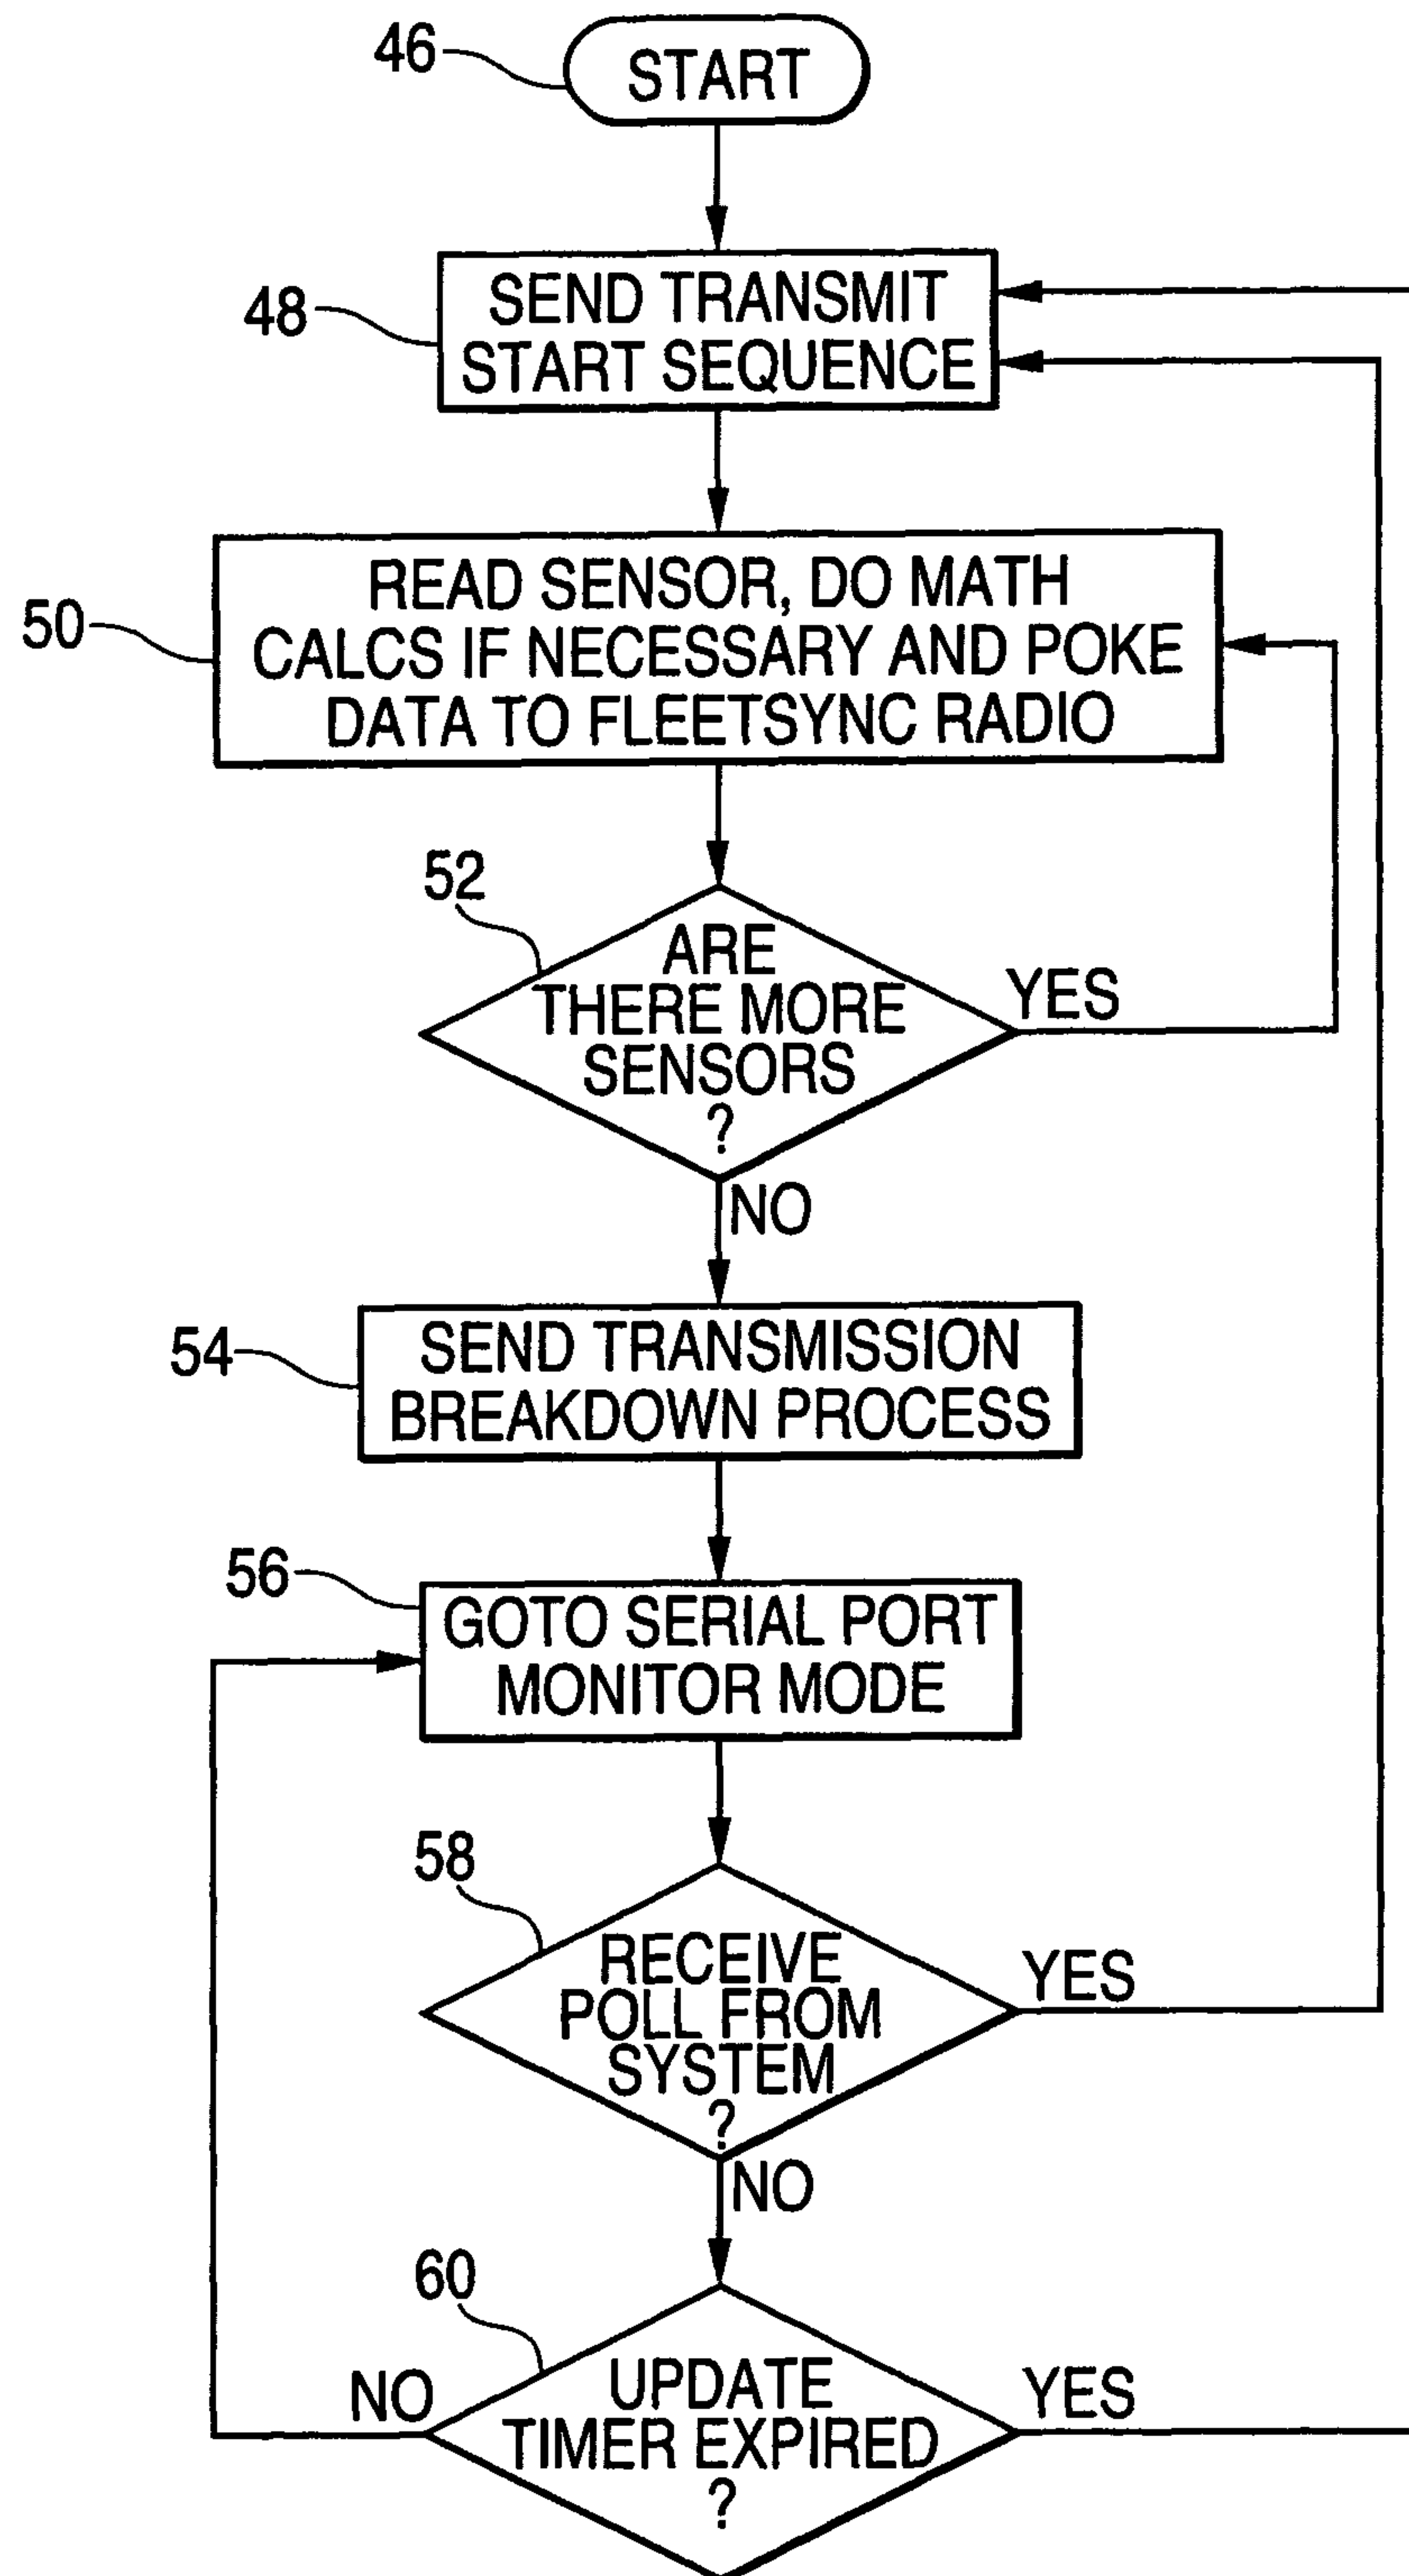 46
START
48
SEND TRANSMIT
START SEQUENCE
50
READ SENSOR, DO MATH
CALCS IF NECESSARY AND POKE
DATA TO FLEETSYNC RADIO
52
ARE
THERE MORE
SENSORS
?
YES
NO
54
SEND TRANSMISSION
BREAKDOWN PROCESS
56
GOTO SERIAL PORT
MONITOR MODE
58
RECEIVE
POLL FROM
SYSTEM
?
YES
NO
60
UPDATE
TIMER EXPIRED
?
NO
YES